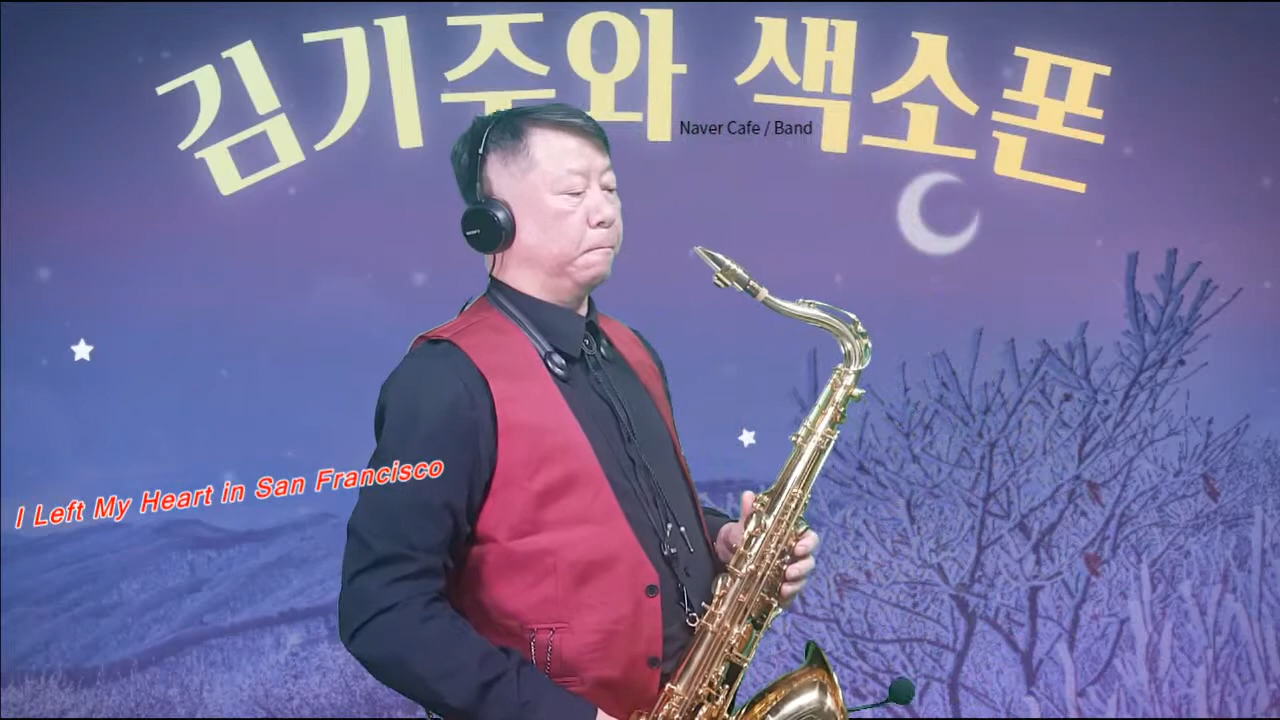 김기주와 색소폰
Naver Cafe / Band
I Left My Heart in San Francisco